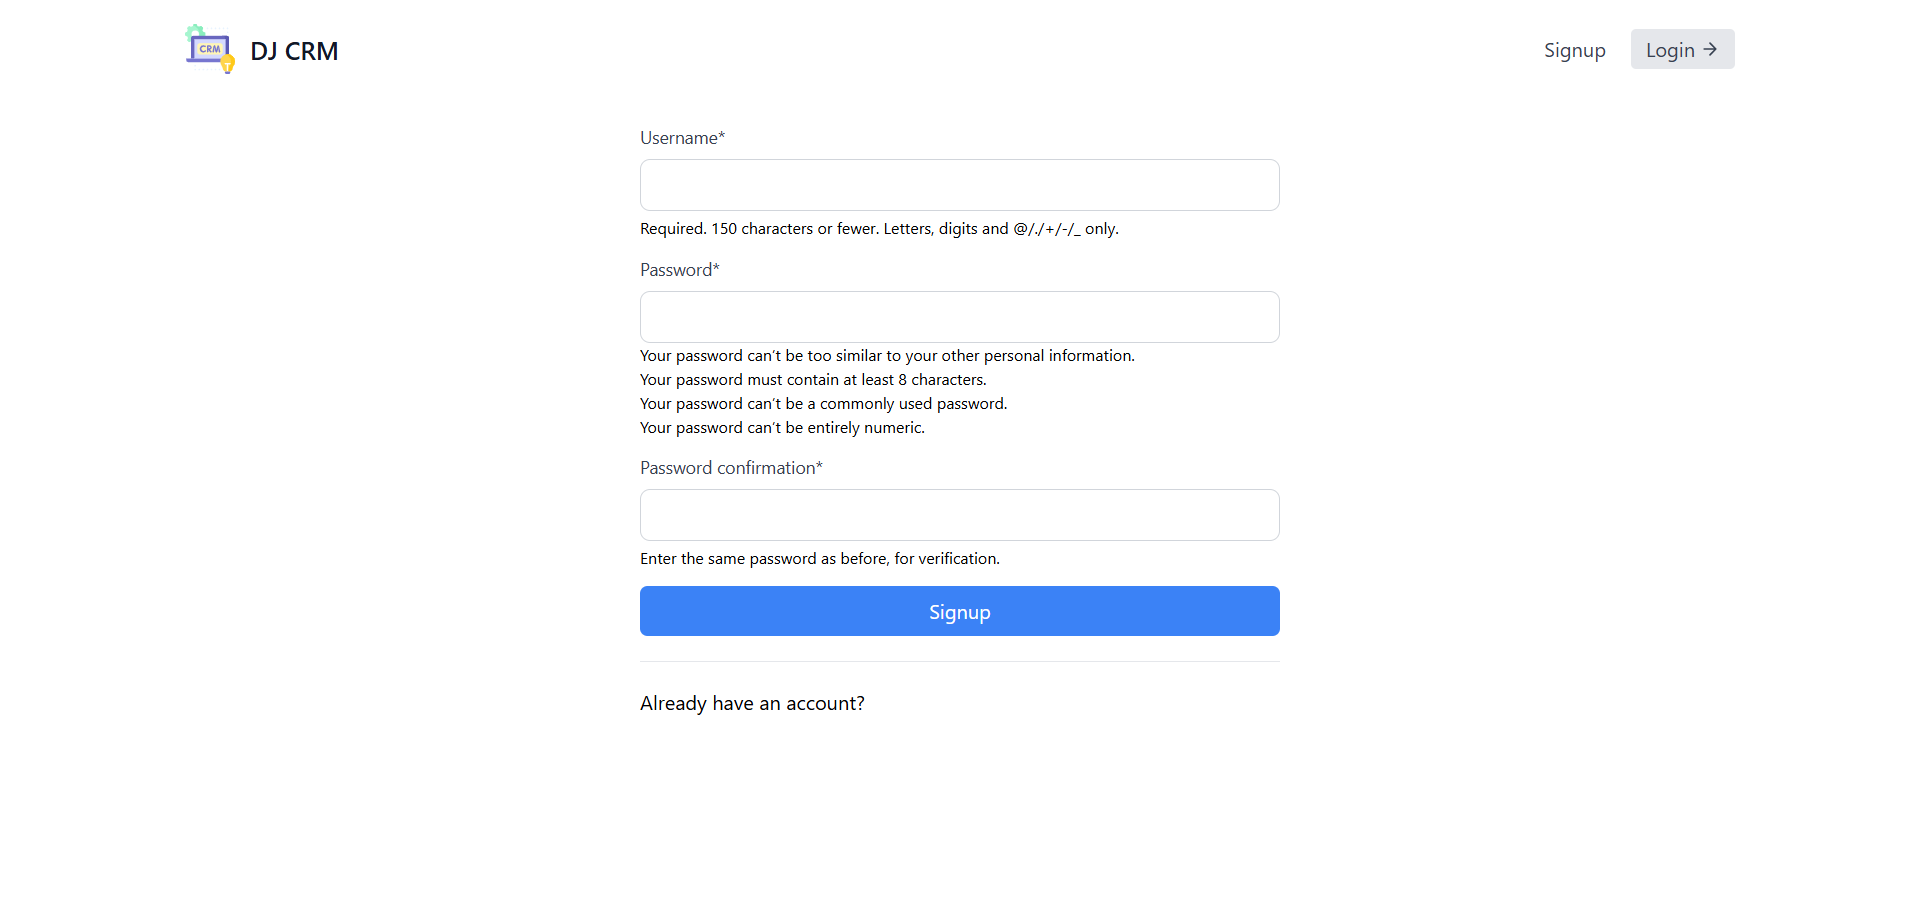 CRM
DJ CRM
Signup
Login →
Username*
Required. 150 characters or fewer. Letters, digits and @/./+/-/_ only.
Password*
Your password can’t be too similar to your other personal information.
Your password must contain at least 8 characters.
Your password can’t be a commonly used password.
Your password can’t be entirely numeric.
Password confirmation*
Enter the same password as before, for verification.
Signup
Already have an account?